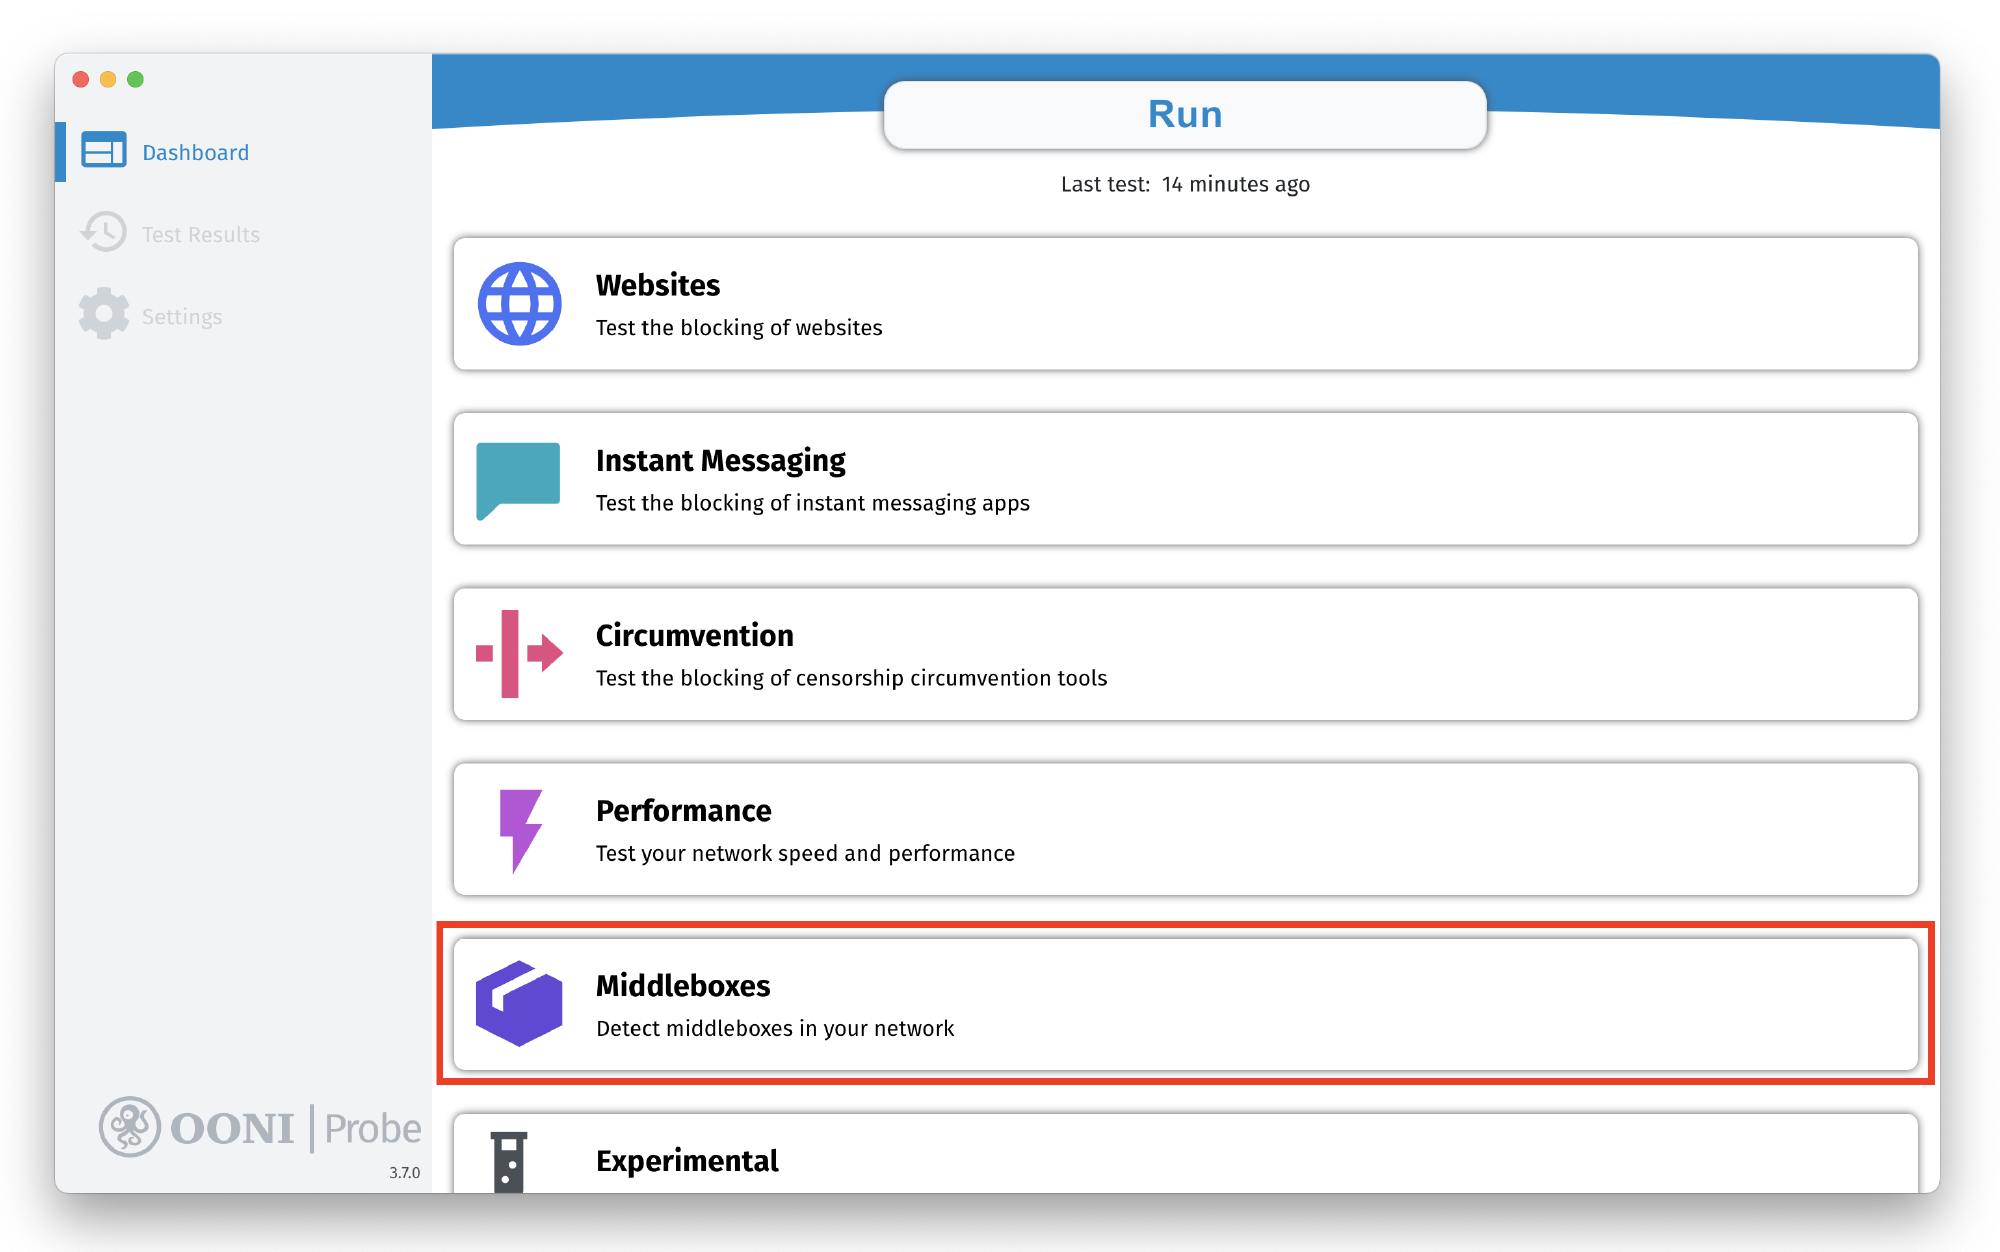 Dashboard
Test Results
Settings
OONI | Probe
3.7.0
Run
Last test: 14 minutes ago
Websites
Test the blocking of websites
Instant Messaging
Test the blocking of instant messaging apps
Circumvention
Test the blocking of censorship circumvention tools
Performance
Test your network speed and performance
Middleboxes
Detect middleboxes in your network
Experimental